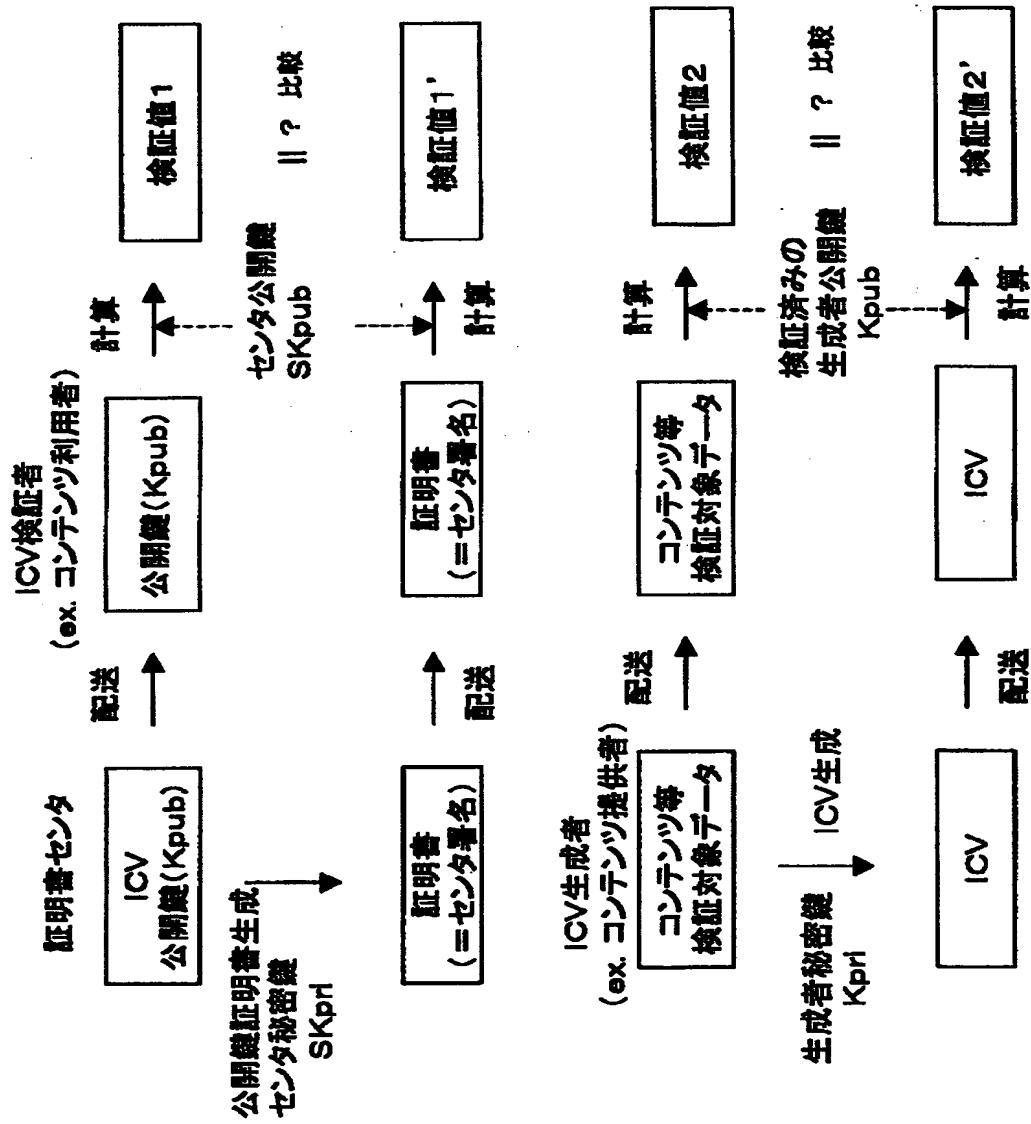 証明書センタ
ICV
公開鍵(Kpub)
公開鍵証明書生成
センタ秘密鍵
SKpri
証明書
(=センタ署名)
配送
配送
ICV検証者
(ex. コンテンツ利用者)
公開鍵(Kpub)
証明書
(=センタ署名)
計算
センタ公開鍵
SKpub
計算
検証値1
|| ? 比較
検証値1'
ICV生成者
(ex. コンテンツ提供者)
コンテンツ等
検証対象データ
生成者秘密鍵
Kpri
ICV生成
ICV
配送
配送
コンテンツ等
検証対象データ
ICV
計算
検証済みの
生成者公開鍵
Kpub
計算
検証値2
|| ? 比較
検証値2'